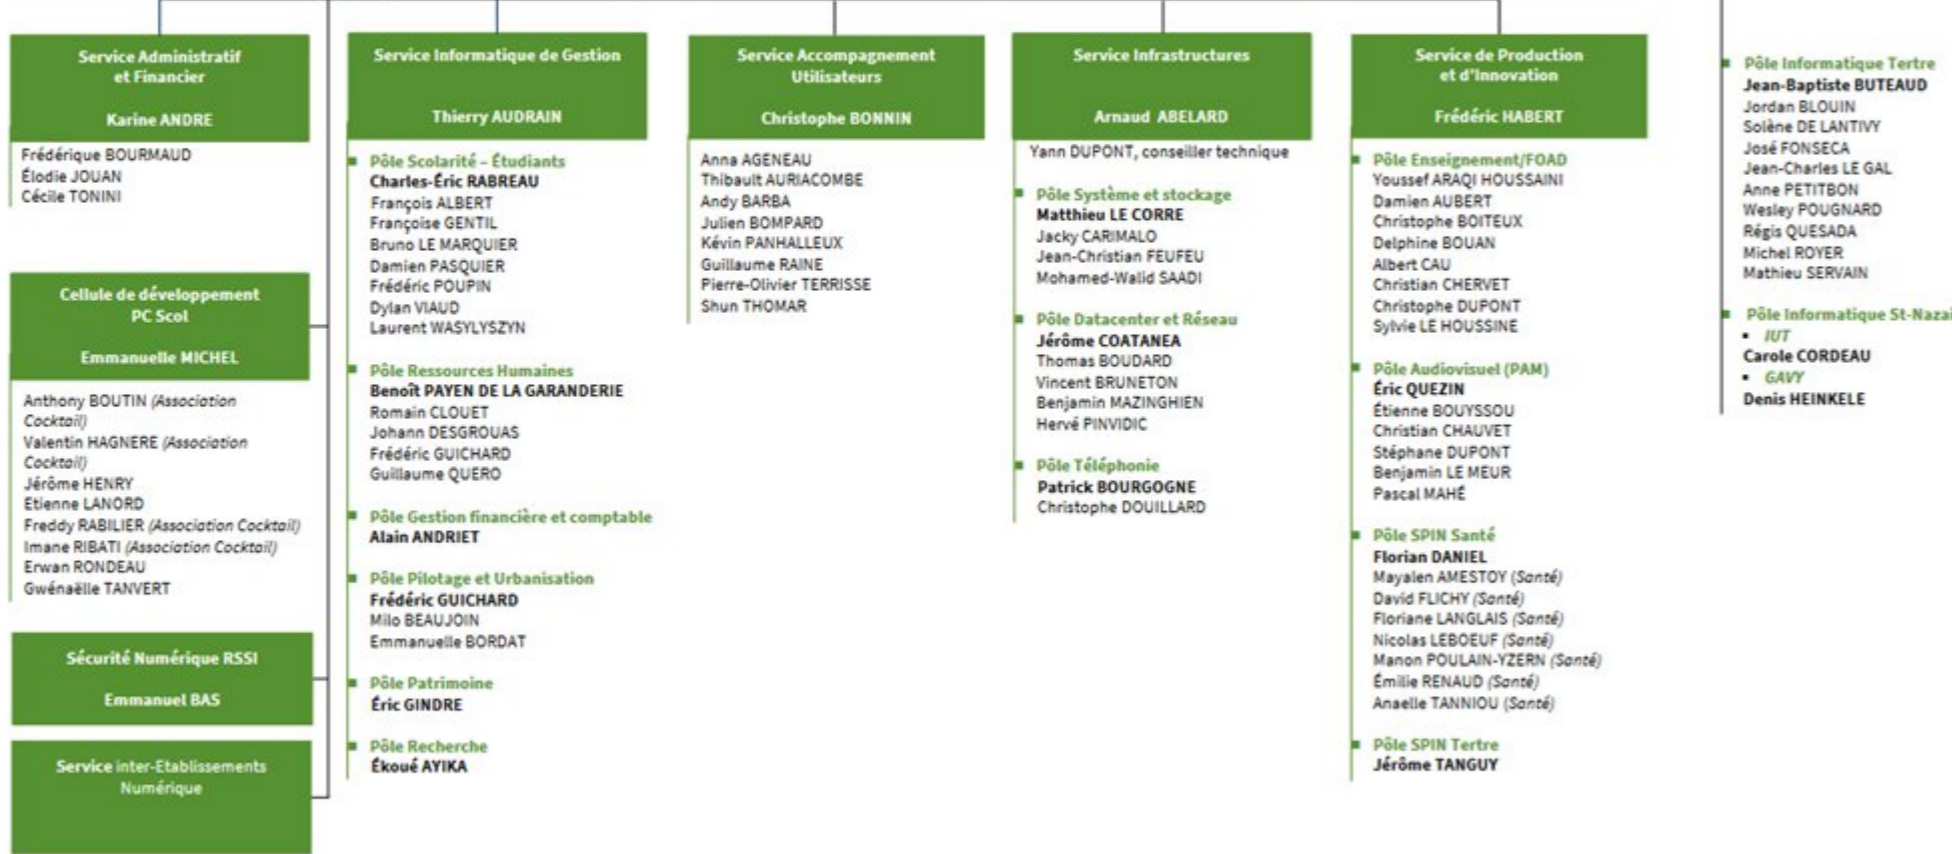 Service Administratif
et Financier
Karine ANDRE
Frédérique BOURMAUD
Élodie JOUAN
Cécile TONINI
Cellule de développement
PC Scol
Emmanuelle MICHEL
Anthony BOUTIN (Association
Cocktail)
Valentin HAGNERE (Association
Cocktail)
Jérôme HENRY
Etienne LANORD
Freddy RABILIER (Association Cocktail)
Imane RIBATI (Association Cocktail)
Erwan RONDEAU
Gwénaëlle TANVERT
Sécurité Numérique RSSI
Emmanuel BAS
Service inter-Etablissements
Numérique
Service Informatique de Gestion
Thierry AUDRAIN
Pôle Scolarité – Étudiants
Charles-Éric RABREAU
François ALBERT
Françoise GENTIL
Bruno LE MARQUIER
Damien PASQUIER
Frédéric POUPIN
Dylan VIAUD
Laurent WASYLYSZYN
Pôle Ressources Humaines
Benoît PAYEN DE LA GARANDERIE
Romain CLOUET
Johann DESGROUAS
Frédéric GUICHARD
Guillaume QUERO
Pôle Gestion financière et comptable
Alain ANDRIET
Pôle Pilotage et Urbanisation
Frédéric GUICHARD
Milo BEAUJOIN
Emmanuelle BORDAT
Pôle Patrimoine
Éric GINDRE
Pôle Recherche
Ékoué AYIKA
Service Accompagnement
Utilisateurs
Christophe BONNIN
Anna AGENEAU
Thibault AURIACOMBE
Andy BARBA
Julien BOMPARD
Kévin PANHALLEUX
Guillaume RAINE
Pierre-Olivier TERRISSE
Shun THOMAR
Service Infrastructures
Arnaud ABELARD
Yann DUPONT, conseiller technique
Pôle Système et stockage
Matthieu LE CORRE
Jacky CARIMALO
Jean-Christian FEUFEU
Mohamed-Walid SAADI
Pôle Datacenter et Réseau
Jérôme COATANEA
Thomas BOUDARD
Vincent BRUNETON
Benjamin MAZINGHIEN
Hervé PINVIDIC
Pôle Téléphonie
Patrick BOURGOGNE
Christophe DOUILLARD
Service de Production
et d'Innovation
Frédéric HABERT
Pôle Enseignement/FOAD
Youssef ARAQI HOUSSAINI
Damien AUBERT
Christophe BOITEUX
Delphine BOUAN
Albert CAU
Christian CHERVET
Christophe DUPONT
Sylvie LE HOUSSINE
Pôle Audiovisuel (PAM)
Éric QUEZIN
Étienne BOUYSSOU
Christian CHAUVET
Stéphane DUPONT
Benjamin LE MEUR
Pascal MAHÉ
Pôle SPIN Santé
Florian DANIEL
Mayalen AMESTOY (Santé)
David FLICHY (Santé)
Floriane LANGLAIS (Santé)
Nicolas LEBOEUF (Santé)
Manon POULAIN-YZERN (Santé)
Émilie RENAUD (Santé)
Anaelle TANNIOU (Santé)
Pôle SPIN Tertre
Jérôme TANGUY
Pôle Informatique Tertre
Jean-Baptiste BUTEAUD
Jordan BLOUIN
Solène DE LANTIVY
José FONSECA
Jean-Charles LE GAL
Anne PETITBON
Wesley POUGNARD
Régis QUESADA
Michel ROYER
Mathieu SERVAIN
Pôle Informatique St-Nazai
IUT
Carole CORDEAU
GAVY
Denis HEINKELE